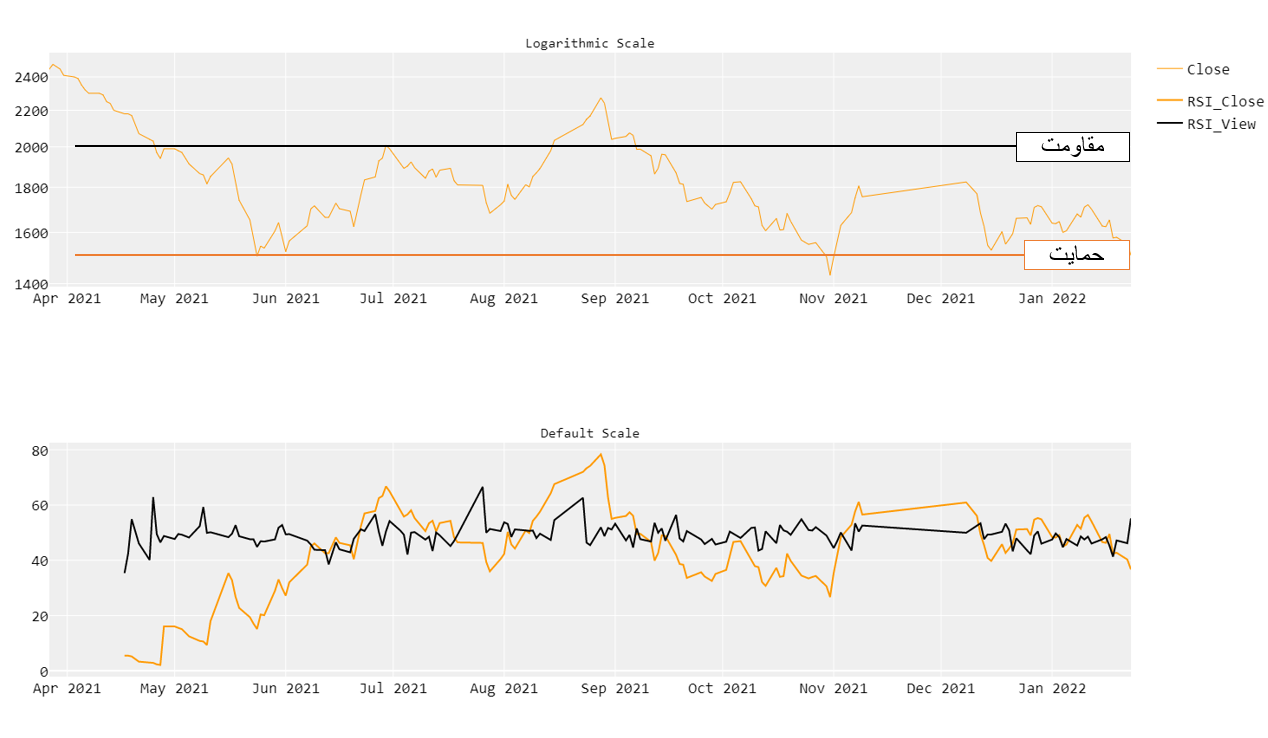 Logarithmic Scale
2400
2200
2000
1800
1600
1400
Apr 2021 May 2021 Jun 2021 Jul 2021 Aug 2021 Sep 2021 Oct 2021 Nov 2021 Dec 2021 Jan 2022
مقاومت
حمایت
Close
RSI_Close
RSI_View
Default Scale
80
60
40
20
0
Apr 2021 May 2021 Jun 2021 Jul 2021 Aug 2021 Sep 2021 Oct 2021 Nov 2021 Dec 2021 Jan 2022